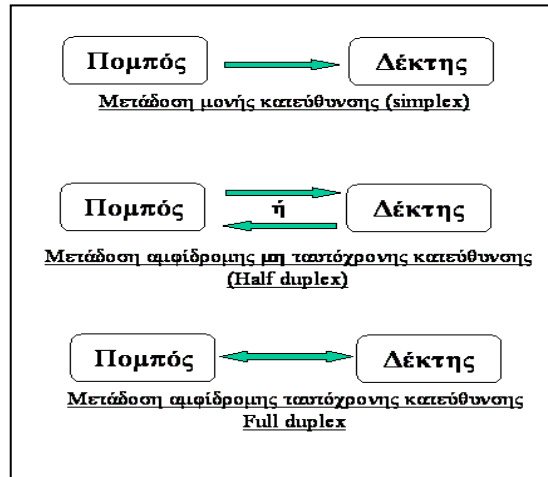 Πομπός Δέκτης
Μετάδοση μονής κατεύθυνσης (simplex)
Πομπός ή Δέκτης
Μετάδοση αμφίδρομης μη ταυτόχρονης κατεύθυνσης
(Half duplex)
Πομπός Δέκτης
Μετάδοση αμφίδρομης ταυτόχρονης κατεύθυνσης
Full duplex